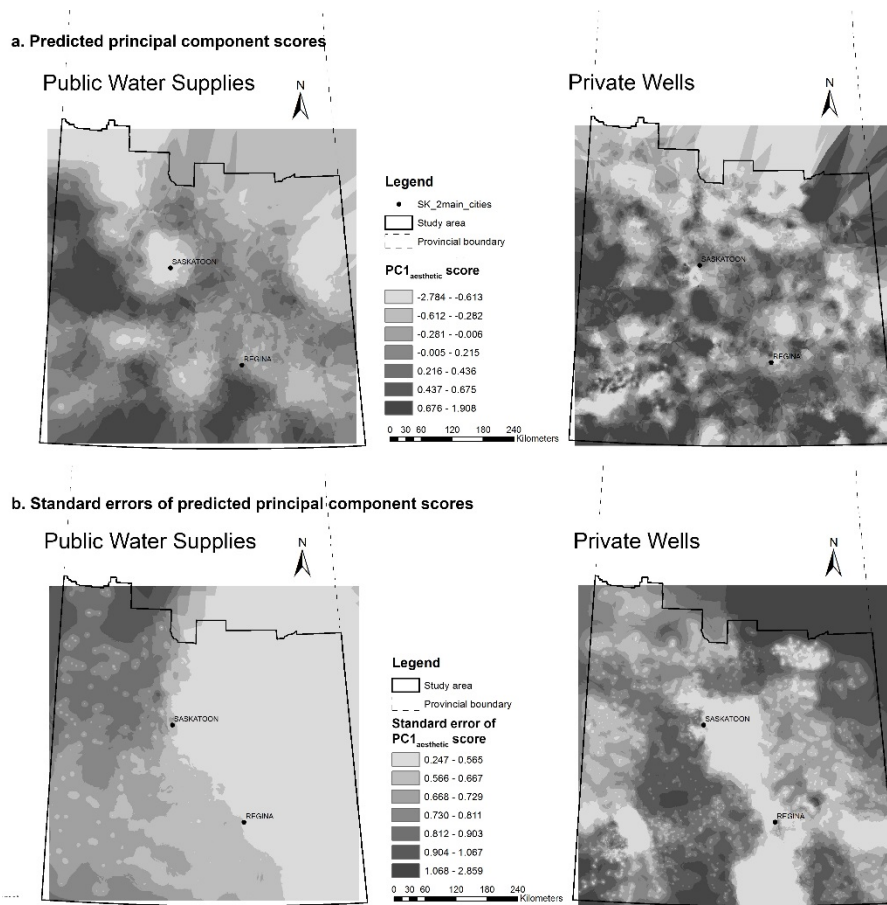 a. Predicted principal component scores
Public Water Supplies
Private Wells
N
N
Legend
SK_2main_cities
Study area
Provincial boundary
PC1aesthetic score
-2.784 - -0.613
-0.612 - -0.282
-0.281 - -0.006
-0.005 - 0.215
0.216 - 0.436
0.437 - 0.675
0.676 - 1.908
0 30 60 120 180 240
Kilometers
SASKATOON
REGINA
SASKATOON
REGINA
b. Standard errors of predicted principal component scores
Public Water Supplies
Private Wells
N
N
Legend
Study area
Provincial boundary
Standard error of
PC1aesthetic score
0.247 - 0.565
0.566 - 0.667
0.668 - 0.729
0.730 - 0.811
0.812 - 0.903
0.904 - 1.067
1.068 - 2.859
0 30 60 120 180 240
Kilometers
SASKATOON
REGINA
SASKATOON
REGINA